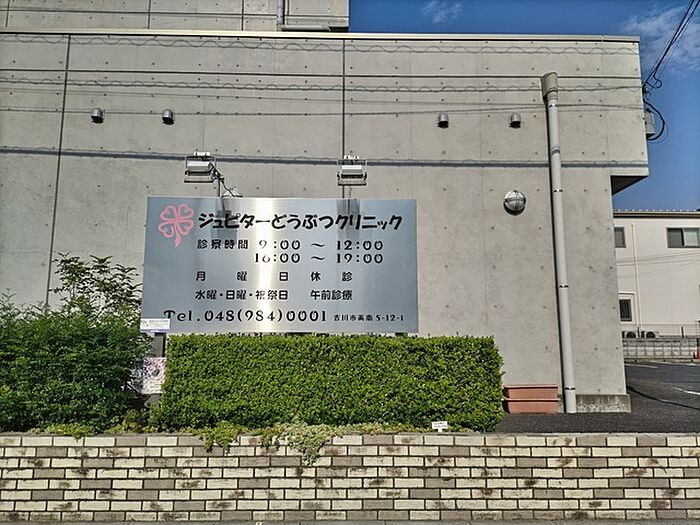 ジュピターどうぶつクリニック
診察時間 9:00 ～ 12:00
16:00 ～ 19:00
月 曜 日 休 診
水曜・日曜・祝祭日 午前診療
Tel.048(984)0001 吉川市美南 5-12-1